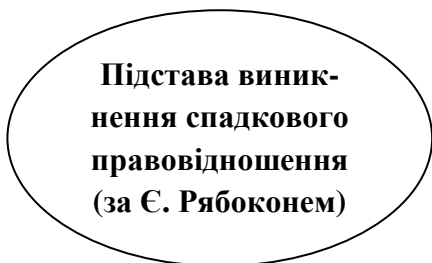 Підстава виник-
нення спадкового
правовідношення
(за Є. Рябоконем)